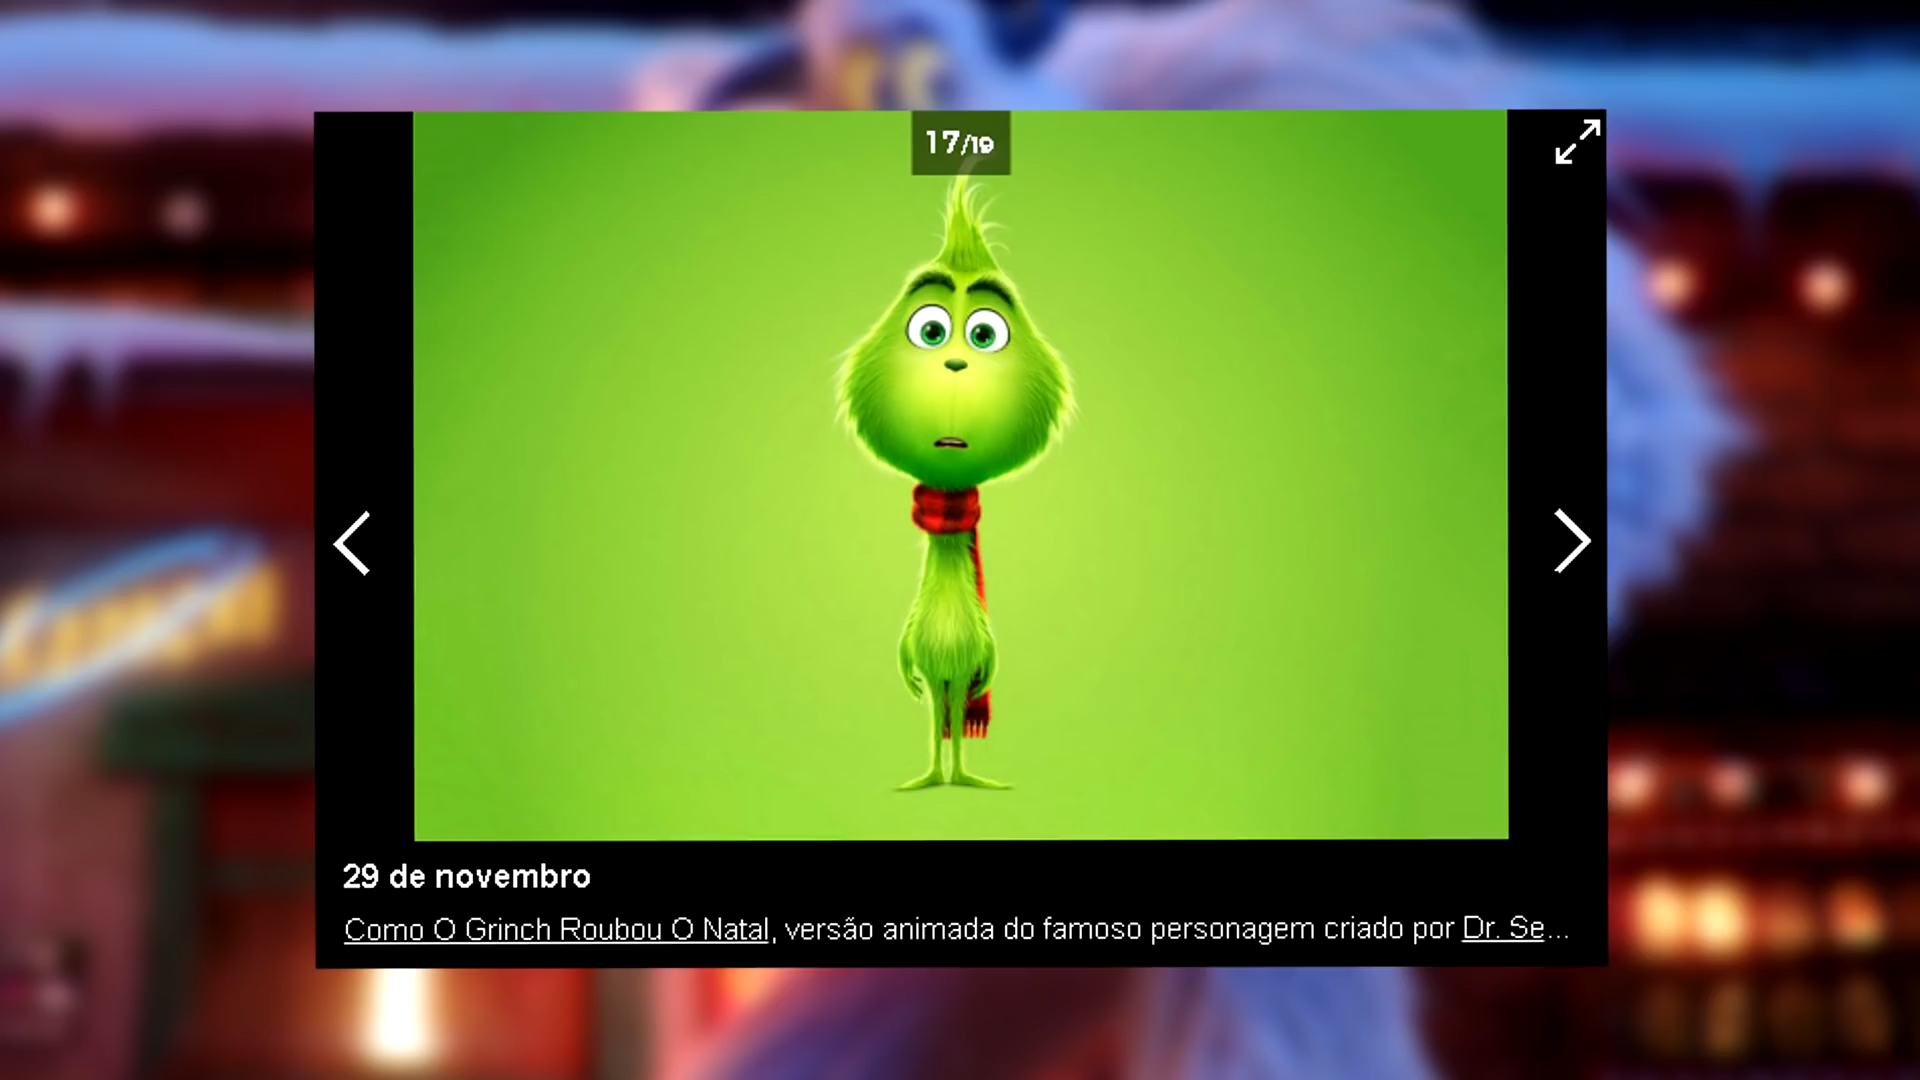 17/19
29 de novembro
Como O Grinch Roubou O Natal, versão animada do famoso personagem criado por Dr. Se...